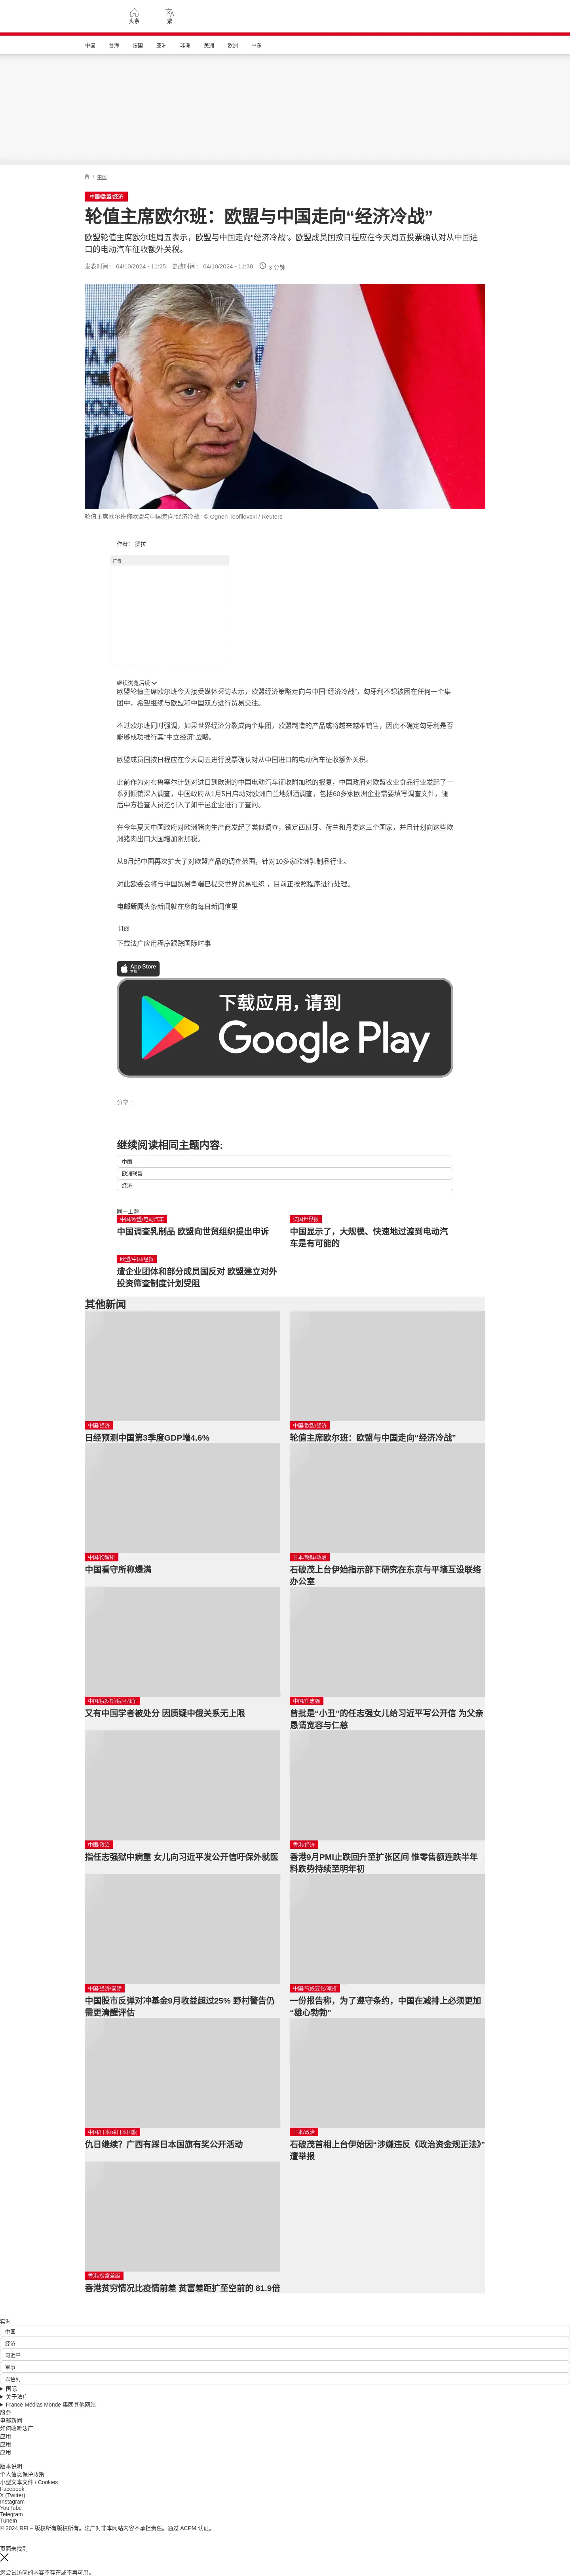 头条
繁
中国
台海
法国
亚洲
非洲
美洲
欧洲
中东
/ 中国
中国/欧盟/经济
轮值主席欧尔班：欧盟与中国走向“经济冷战”
欧盟轮值主席欧尔班周五表示，欧盟与中国走向“经济冷战”。欧盟成员国按日程应在今天周五投票确认对从中国进
口的电动汽车征收额外关税。
发表时间： 04/10/2024 - 11:25 更改时间： 04/10/2024 - 11:30 3 分钟
轮值主席欧尔班称欧盟与中国走向“经济冷战” © Ognen Teofilovski / Reuters
作者： 罗拉
广告
继续浏览后续
欧盟轮值主席欧尔班今天接受媒体采访表示，欧盟经济策略走向与中国“经济冷战”，匈牙利不想被困在任何一个集
团中，希望继续与欧盟和中国双方进行贸易交往。
不过欧尔班同时强调，如果世界经济分裂成两个集团，欧盟制造的产品或将越来越难销售，因此不确定匈牙利是否
能够成功推行其“中立经济”战略。
欧盟成员国按日程应在今天周五进行投票确认对从中国进口的电动汽车征收额外关税。
此前作为对布鲁塞尔计划对进口到欧洲的中国电动汽车征收附加税的报复，中国政府对欧盟农业食品行业发起了一
系列倾销深入调查，中国政府从1月5日启动对欧洲白兰地烈酒调查，包括60多家欧洲企业需要填写调查文件，随
后中方检查人员还引入了如干邑企业进行了查问。
在今年夏天中国政府对欧洲猪肉生产商发起了类似调查，锁定西班牙、荷兰和丹麦这三个国家，并且计划向这些欧
洲猪肉出口大国增加附加税。
从8月起中国再次扩大了对欧盟产品的调查范围，针对10多家欧洲乳制品行业。
对此欧委会将与中国贸易争端已提交世界贸易组织，目前正按照程序进行处理。
电邮新闻头条新闻就在您的每日新闻信里
订阅
下载法广应用程序跟踪国际时事
App Store
下载
下载应用，请到
Google Play
分享 :
继续阅读相同主题内容:
中国
欧洲联盟
经济
同一主题
中国/欧盟/电动汽车
中国调查乳制品 欧盟向世贸组织提出申诉
法国世界报
中国显示了，大规模、快速地过渡到电动汽
车是有可能的
欧盟/中国/经贸
遭企业团体和部分成员国反对 欧盟建立对外
投资筛查制度计划受阻
其他新闻
中国/经济
日经预测中国第3季度GDP增4.6%
中国/欧盟/经济
轮值主席欧尔班：欧盟与中国走向“经济冷战”
中国/拘留所
中国看守所称爆满
日本/朝鲜/政治
石破茂上台伊始指示部下研究在东京与平壤互设联络
办公室
中国/俄罗斯/俄乌战争
又有中国学者被处分 因质疑中俄关系无上限
中国/任志强
曾批是“小丑”的任志强女儿给习近平写公开信 为父亲
恳请宽容与仁慈
中国/政治
指任志强狱中病重 女儿向习近平发公开信吁保外就医
香港/经济
香港9月PMI止跌回升至扩张区间 惟零售额连跌半年
料跌势持续至明年初
中国/经济/国际
中国股市反弹对冲基金9月收益超过25% 野村警告仍
需更清醒评估
中国/气候变化/减排
一份报告称，为了遵守条约，中国在减排上必须更加
“雄心勃勃”
中国/日本/踩日本国旗
仇日继续？广西有踩日本国旗有奖公开活动
日本/政治
石破茂首相上台伊始因“涉嫌违反《政治资金规正法》”
遭举报
香港/贫富差距
香港贫穷情况比疫情前差 贫富差距扩至空前的 81.9倍
实时
中国
经济
习近平
军事
以色列
国际
关于法广
France Médias Monde 集团其他网站
服务
电邮新闻
如何收听法广
应用
应用
应用
版本说明
个人信息保护政策
小型文本文件 / Cookies
Facebook
X (Twitter)
Instagram
YouTube
Telegram
TuneIn
© 2024 RFI – 版权所有版权所有。法广对非本网站内容不承担责任。通过 ACPM 认证。
页面未找到
您尝试访问的内容不存在或不再可用。